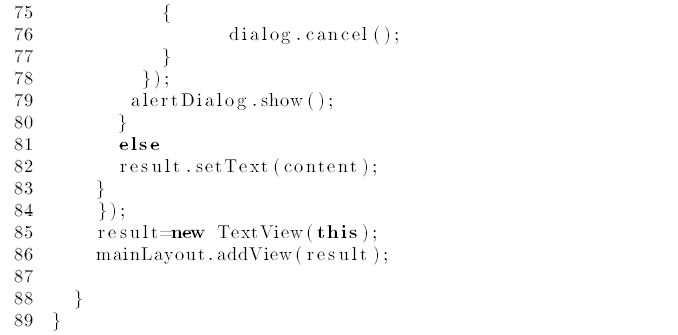 75 {
76 dialog.cancel();
77 }
78 });
79 alertDialog.show();
80 }
81 else
82 result.setText(content);
83 }
84 });
85 result=new TextView(this);
86 mainLayout.addView(result);
87
88 }
89 }